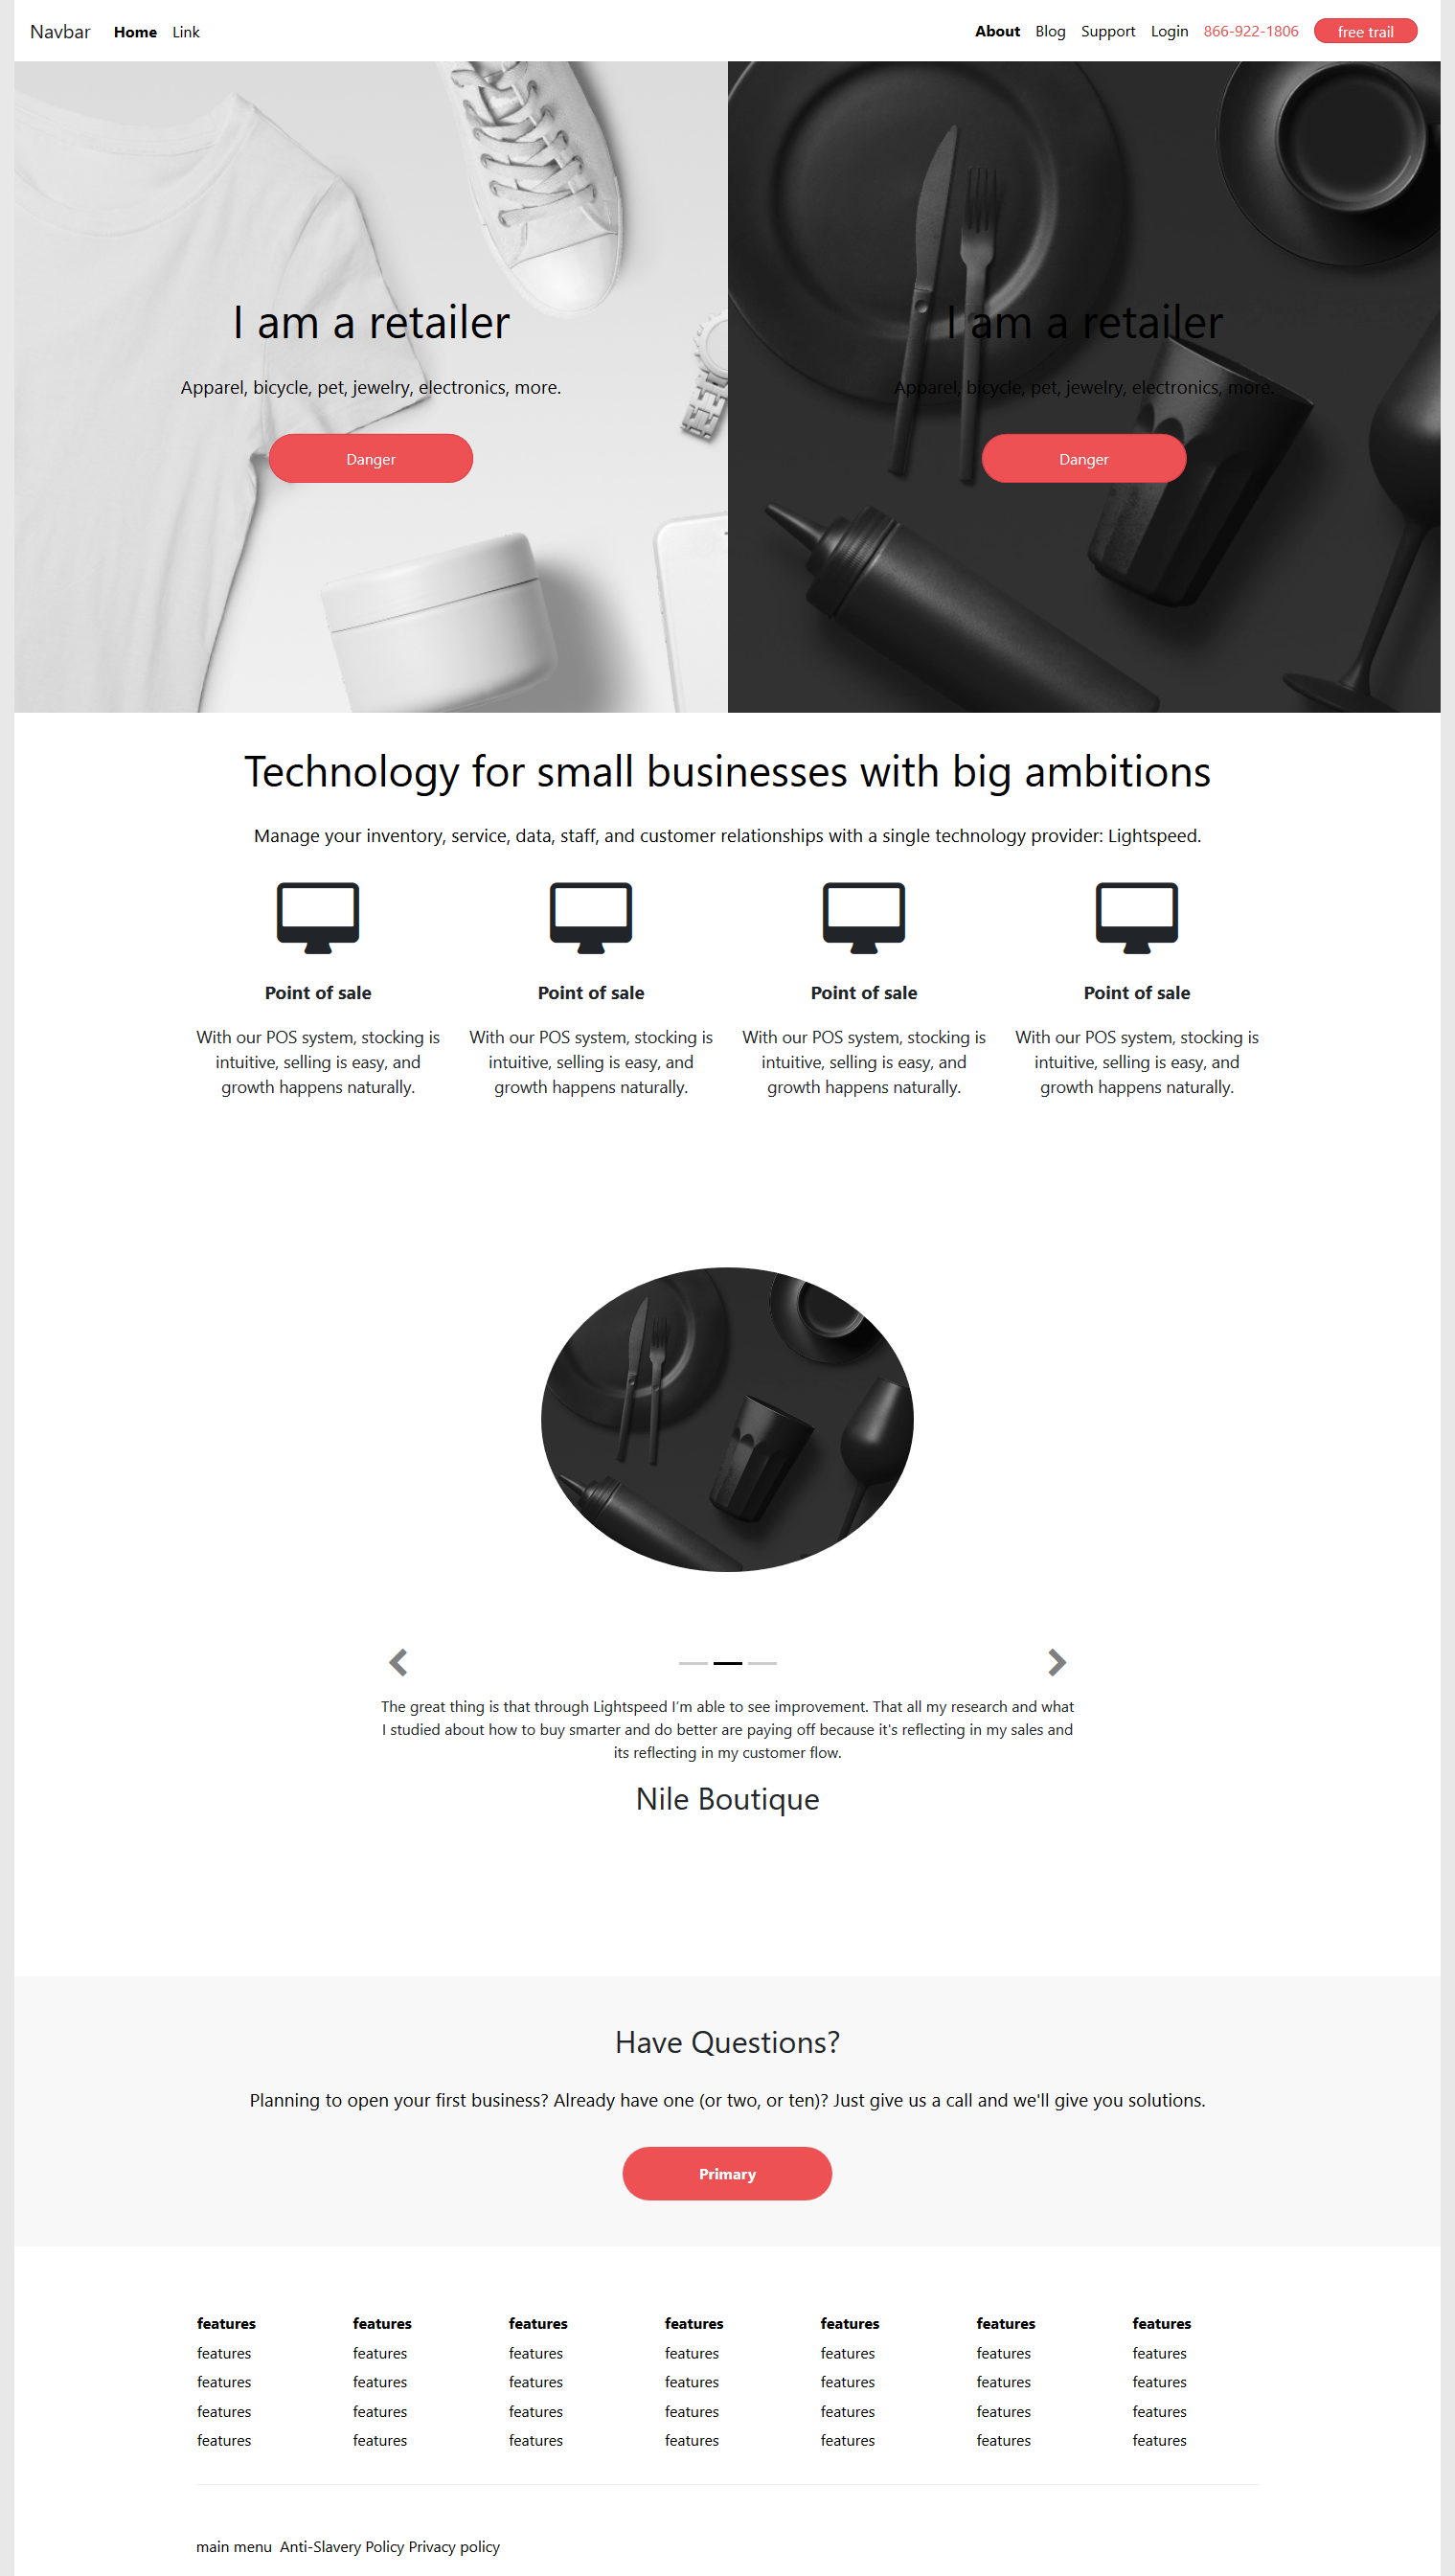 Navbar Home Link About Blog Support Login 866-922-1806 free trail
I am a retailer
Apparel, bicycle, pet, jewelry, electronics, more.
Danger
I am a retailer
Apparel, bicycle, pet, jewelry, electronics, more.
Danger
Technology for small businesses with big ambitions
Manage your inventory, service, data, staff, and customer relationships with a single technology provider: Lightspeed.
Point of sale
With our POS system, stocking is
intuitive, selling is easy, and
growth happens naturally.
Point of sale
With our POS system, stocking is
intuitive, selling is easy, and
growth happens naturally.
Point of sale
With our POS system, stocking is
intuitive, selling is easy, and
growth happens naturally.
Point of sale
With our POS system, stocking is
intuitive, selling is easy, and
growth happens naturally.
The great thing is that through Lightspeed I'm able to see improvement. That all my research and what
I studied about how to buy smarter and do better are paying off because it's reflecting in my sales and
its reflecting in my customer flow.
Nile Boutique
Have Questions?
Planning to open your first business? Already have one (or two, or ten)? Just give us a call and we'll give you solutions.
Primary
features features features features features features features
features features features features features features features
features features features features features features features
features features features features features features features
features features features features features features features
main menu Anti-Slavery Policy Privacy policy